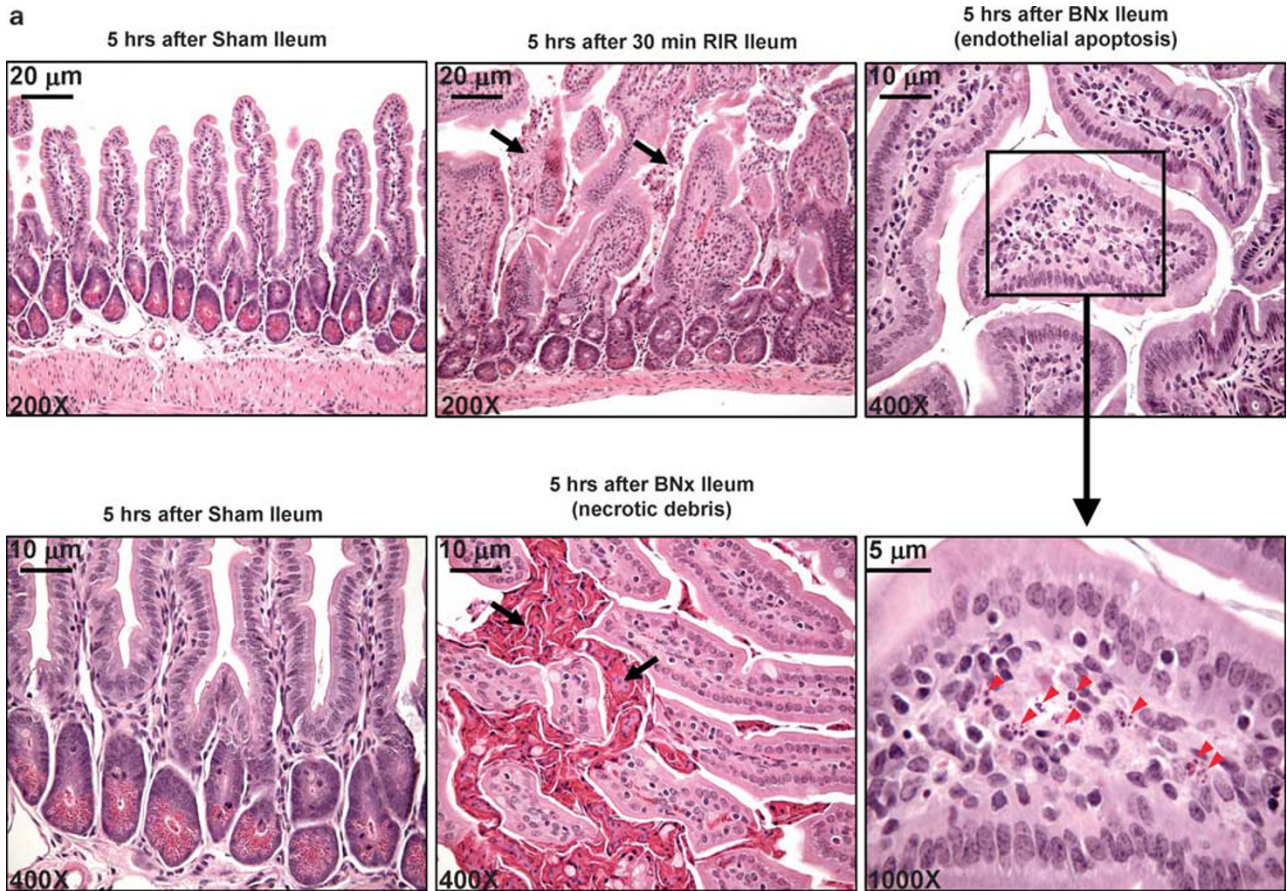 a
5 hrs after Sham Ileum
20 μm
200X
5 hrs after 30 min RIR Ileum
20 μm
200X
5 hrs after BNx Ileum
(endothelial apoptosis)
10 μm
400X
5 hrs after Sham Ileum
10 μm
400X
5 hrs after BNx Ileum
(necrotic debris)
10 μm
400X
5 μm
1000X